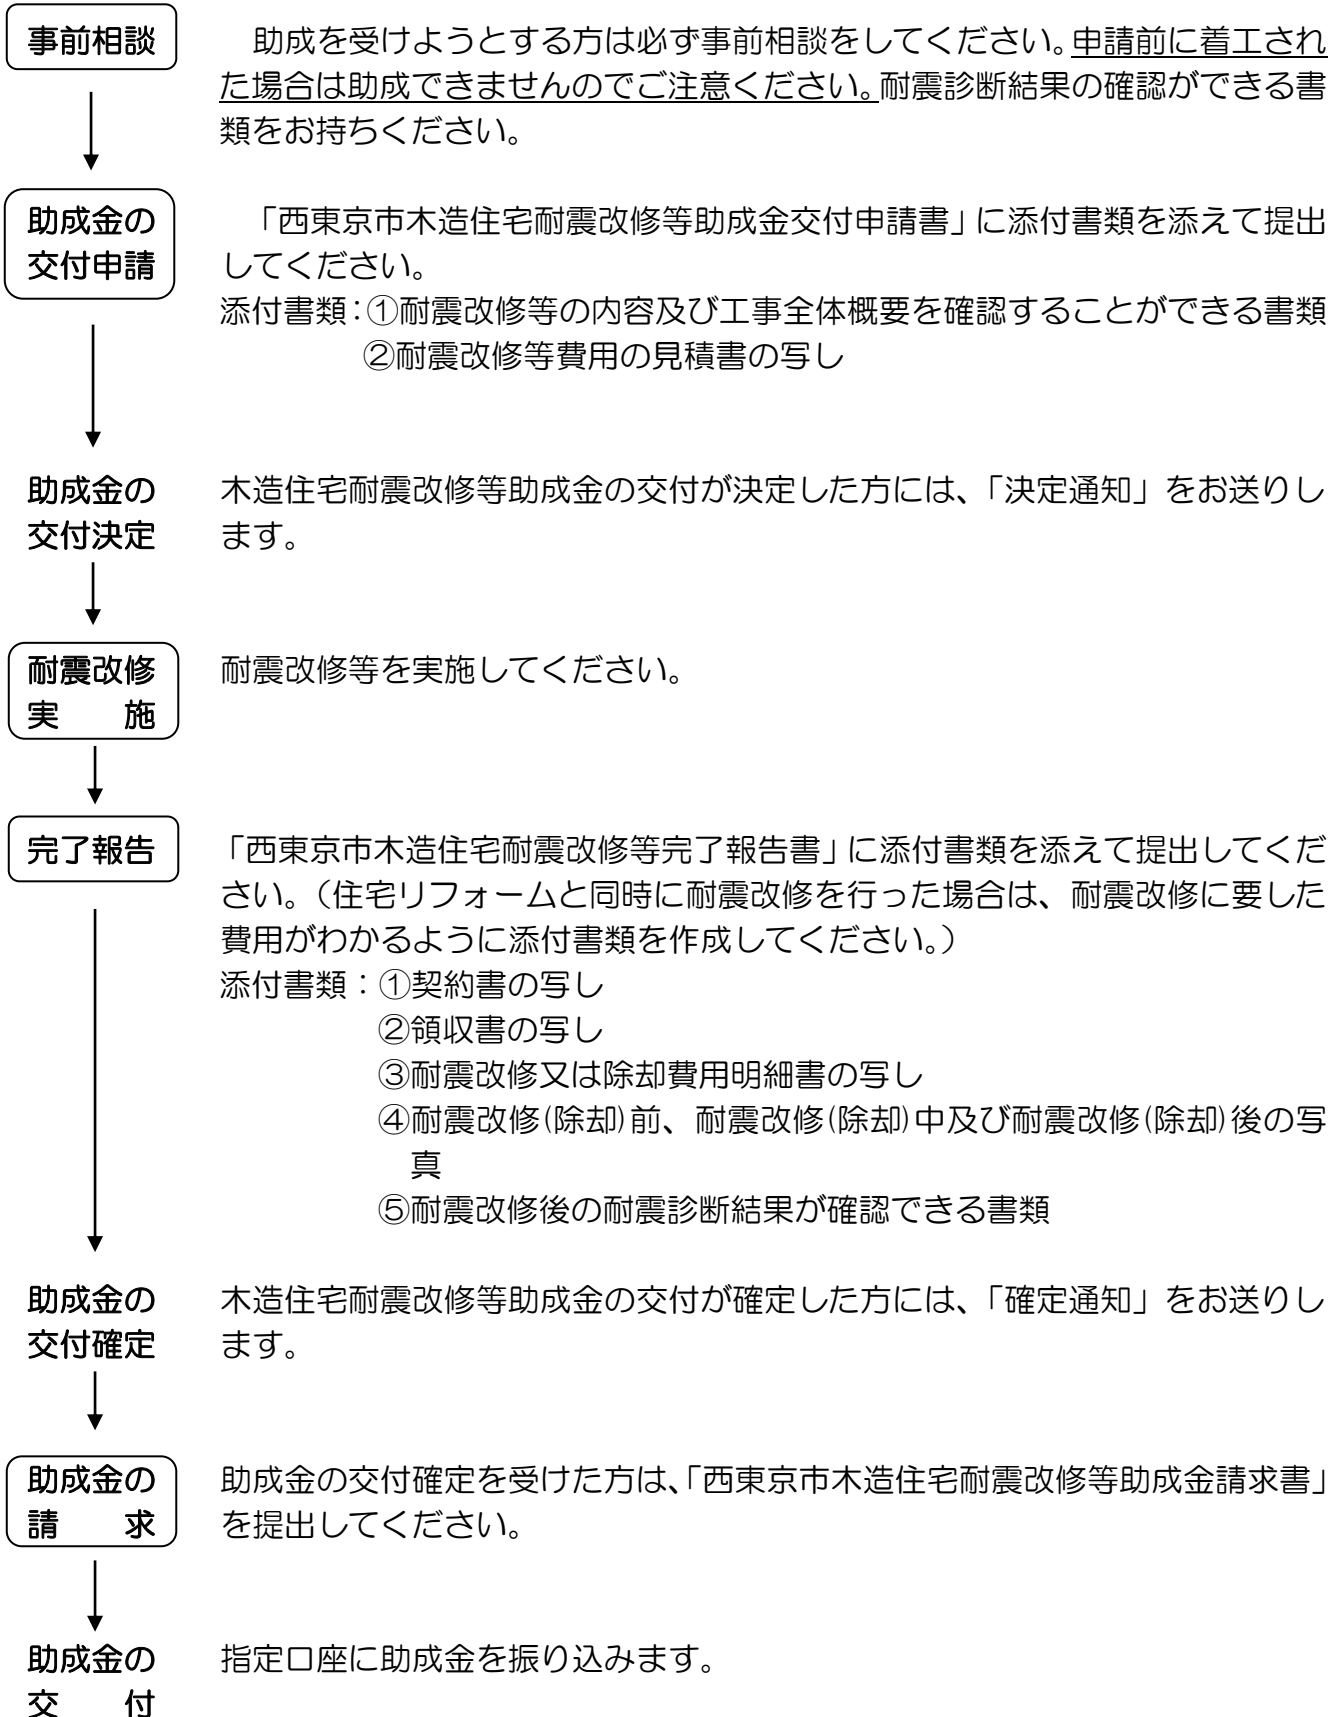 事前相談
　助成を受けようとする方は必ず事前相談をしてください。申請前に着工され
た場合は助成できませんのでご注意ください。耐震診断結果の確認ができる書
類をお持ちください。
助成金の
交付申請
　「西東京市木造住宅耐震改修等助成金交付申請書」に添付書類を添えて提出
してください。
添付書類：①耐震改修等の内容及び工事全体概要を確認することができる書類
②耐震改修等費用の見積書の写し
助成金の
交付決定
木造住宅耐震改修等助成金の交付が決定した方には、「決定通知」をお送りし
ます。
耐震改修
実　　施
耐震改修等を実施してください。
完了報告
「西東京市木造住宅耐震改修等完了報告書」に添付書類を添えて提出してくだ
さい。（住宅リフォームと同時に耐震改修を行った場合は、耐震改修に要した
費用がわかるように添付書類を作成してください。）
添付書類：①契約書の写し
②領収書の写し
③耐震改修又は除却費用明細書の写し
④耐震改修(除却)前、耐震改修(除却)中及び耐震改修(除却)後の写
真
⑤耐震改修後の耐震診断結果が確認できる書類
助成金の
交付確定
木造住宅耐震改修等助成金の交付が確定した方には、「確定通知」をお送りし
ます。
助成金の
請　　求
助成金の交付確定を受けた方は、「西東京市木造住宅耐震改修等助成金請求書」
を提出してください。
助成金の
交　　付
指定口座に助成金を振り込みます。